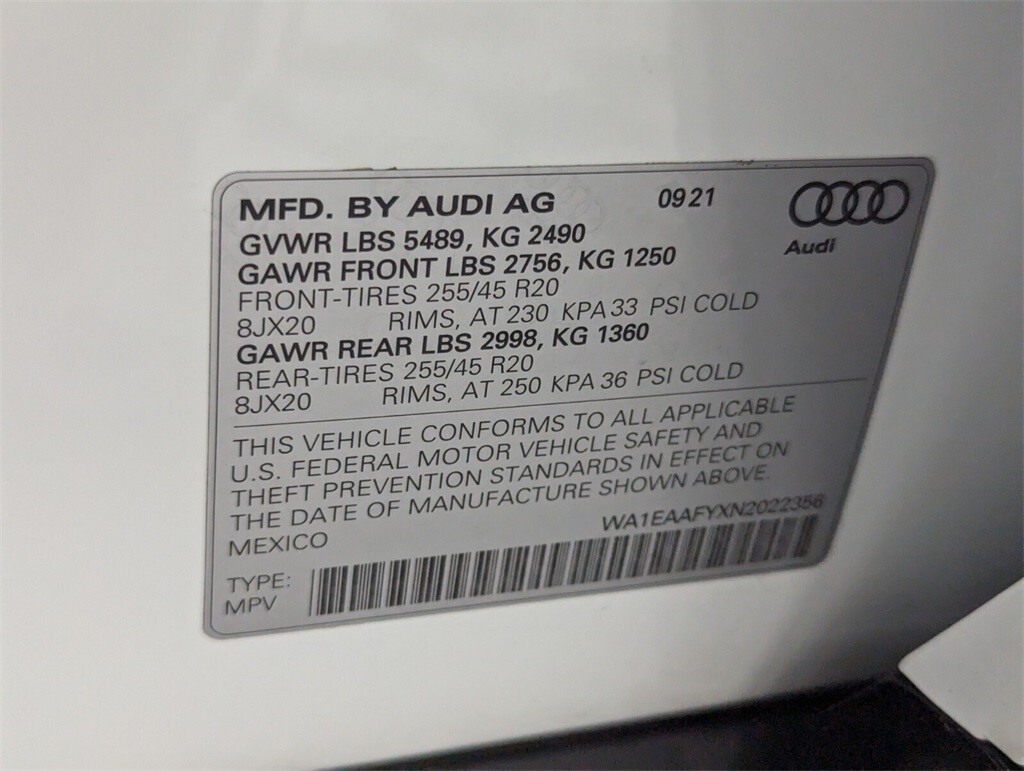 MFD. BY AUDI AG 0921
Audi
GVWR LBS 5489, KG 2490
GAWR FRONT LBS 2756, KG 1250
FRONT-TIRES 255/45 R20
8JX20 RIMS, AT 230 KPA 33 PSI COLD
GAWR REAR LBS 2998, KG 1360
REAR-TIRES 255/45 R20
8JX20 RIMS, AT 250 KPA 36 PSI COLD
THIS VEHICLE CONFORMS TO ALL APPLICABLE
U.S. FEDERAL MOTOR VEHICLE SAFETY AND
THEFT PREVENTION STANDARDS IN EFFECT ON
THE DATE OF MANUFACTURE SHOWN ABOVE.
MEXICO WA1EAAFYXN2022356
TYPE:
MPV